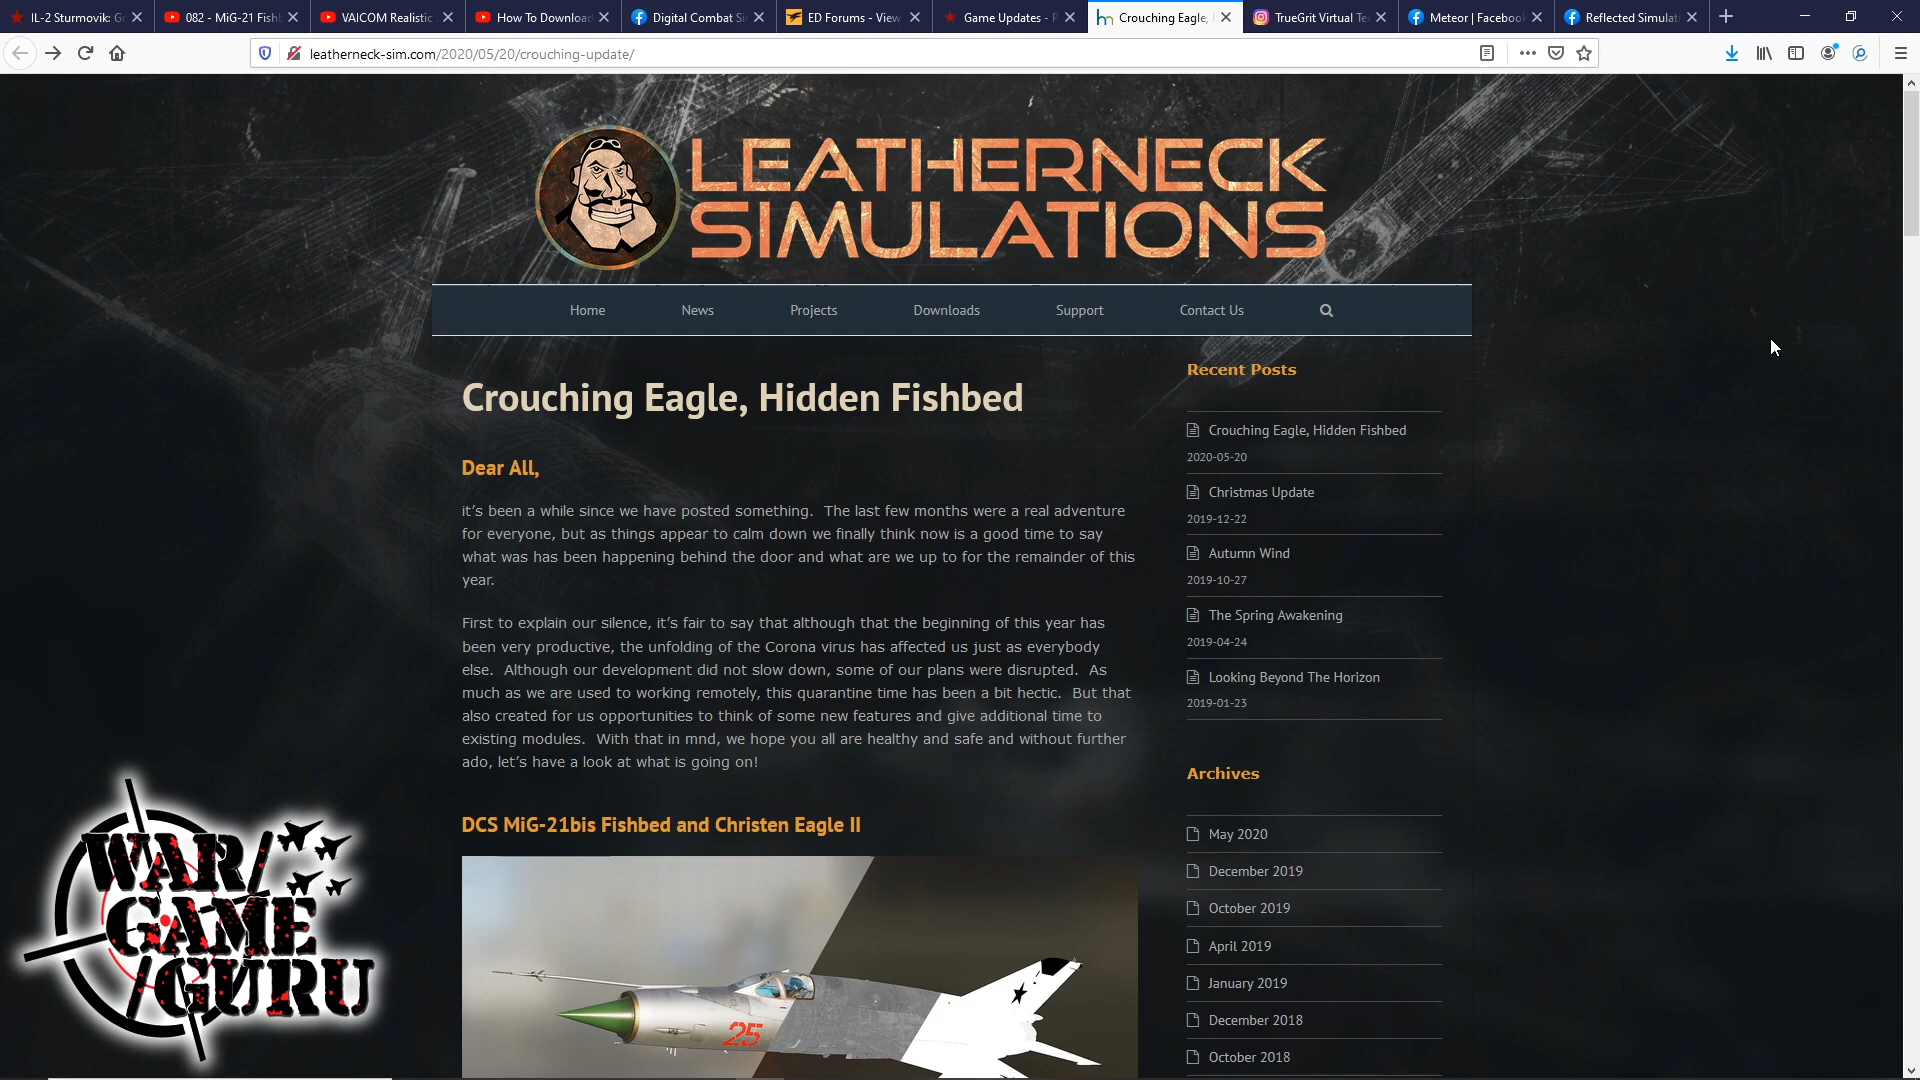 IL-2 Sturmovik: Gr
082 - MiG-21 Fishb
VAICOM Realistic
How To Download
Digital Combat Si
ED Forums - View
Game Updates - P
Crouching Eagle,
TrueGrit Virtual Te
Meteor | Facebook
Reflected Simulat
leatherneck-sim.com/2020/05/20/crouching-update/
LEATHERNECK
SIMULATIONS
Home News Projects Downloads Support Contact Us
Crouching Eagle, Hidden Fishbed
Dear All,
it's been a while since we have posted something. The last few months were a real adventure
for everyone, but as things appear to calm down we finally think now is a good time to say
what was has been happening behind the door and what are we up to for the remainder of this
year.
First to explain our silence, it's fair to say that although that the beginning of this year has
been very productive, the unfolding of the Corona virus has affected us just as everybody
else. Although our development did not slow down, some of our plans were disrupted. As
much as we are used to working remotely, this quarantine time has been a bit hectic. But that
also created for us opportunities to think of some new features and give additional time to
existing modules. With that in mnd, we hope you all are healthy and safe and without further
ado, let's have a look at what is going on!
DCS MiG-21bis Fishbed and Christen Eagle II
25
Recent Posts
Crouching Eagle, Hidden Fishbed
2020-05-20
Christmas Update
2019-12-22
Autumn Wind
2019-10-27
The Spring Awakening
2019-04-24
Looking Beyond The Horizon
2019-01-23
Archives
May 2020
December 2019
October 2019
April 2019
January 2019
December 2018
October 2018
WAR/
GAME
/GURU